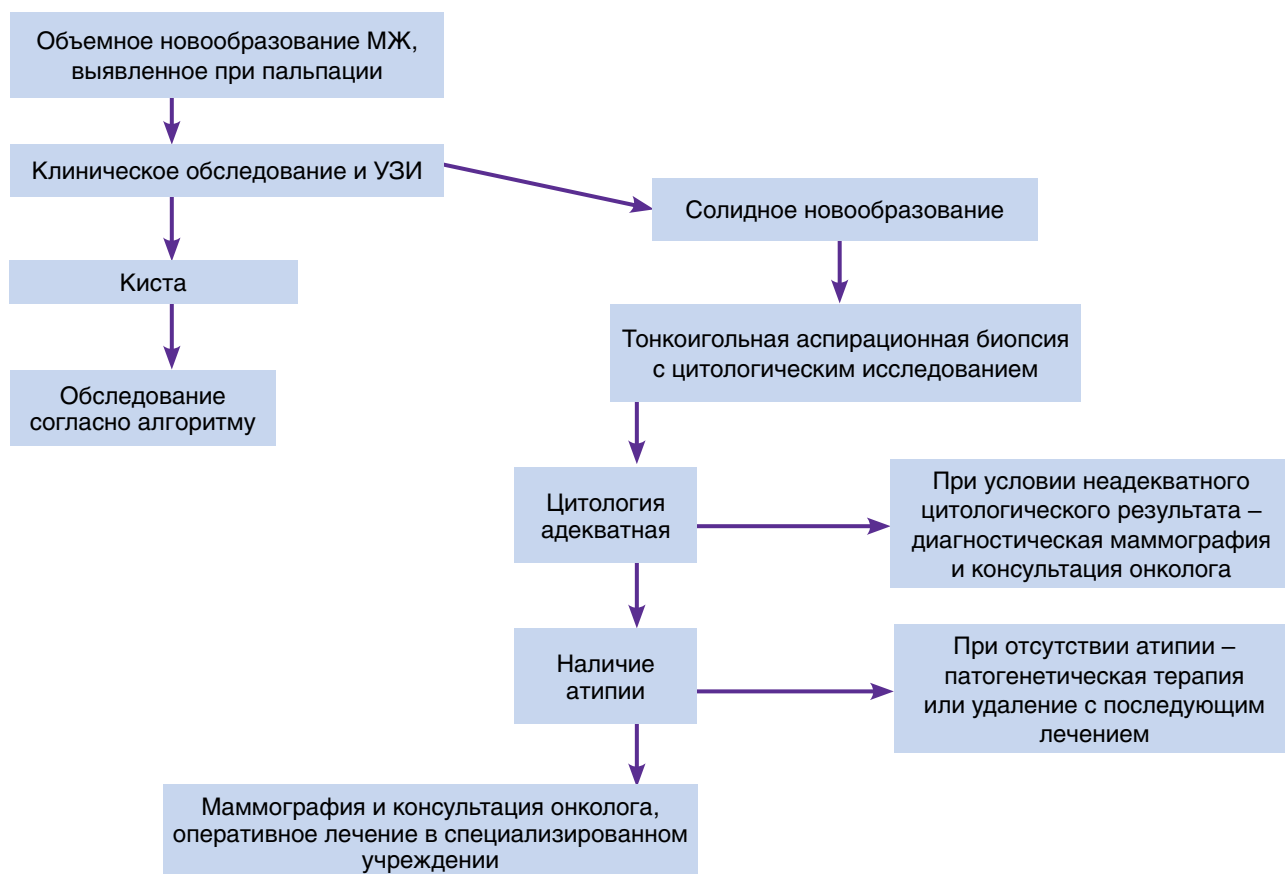 Объемное новообразование МЖ,
выявленное при пальпации
Клиническое обследование и УЗИ
Солидное новообразование
Киста
Тонкоигольная аспирационная биопсия
с цитологическим исследованием
Обследование
согласно алгоритму
Цитология
адекватная
При условии неадекватного
цитологического результата –
диагностическая маммография
и консультация онколога
Наличие
атипии
При отсутствии атипии –
патогенетическая терапия
или удаление с последующим
лечением
Маммография и консультация онколога,
оперативное лечение в специализированном
учреждении